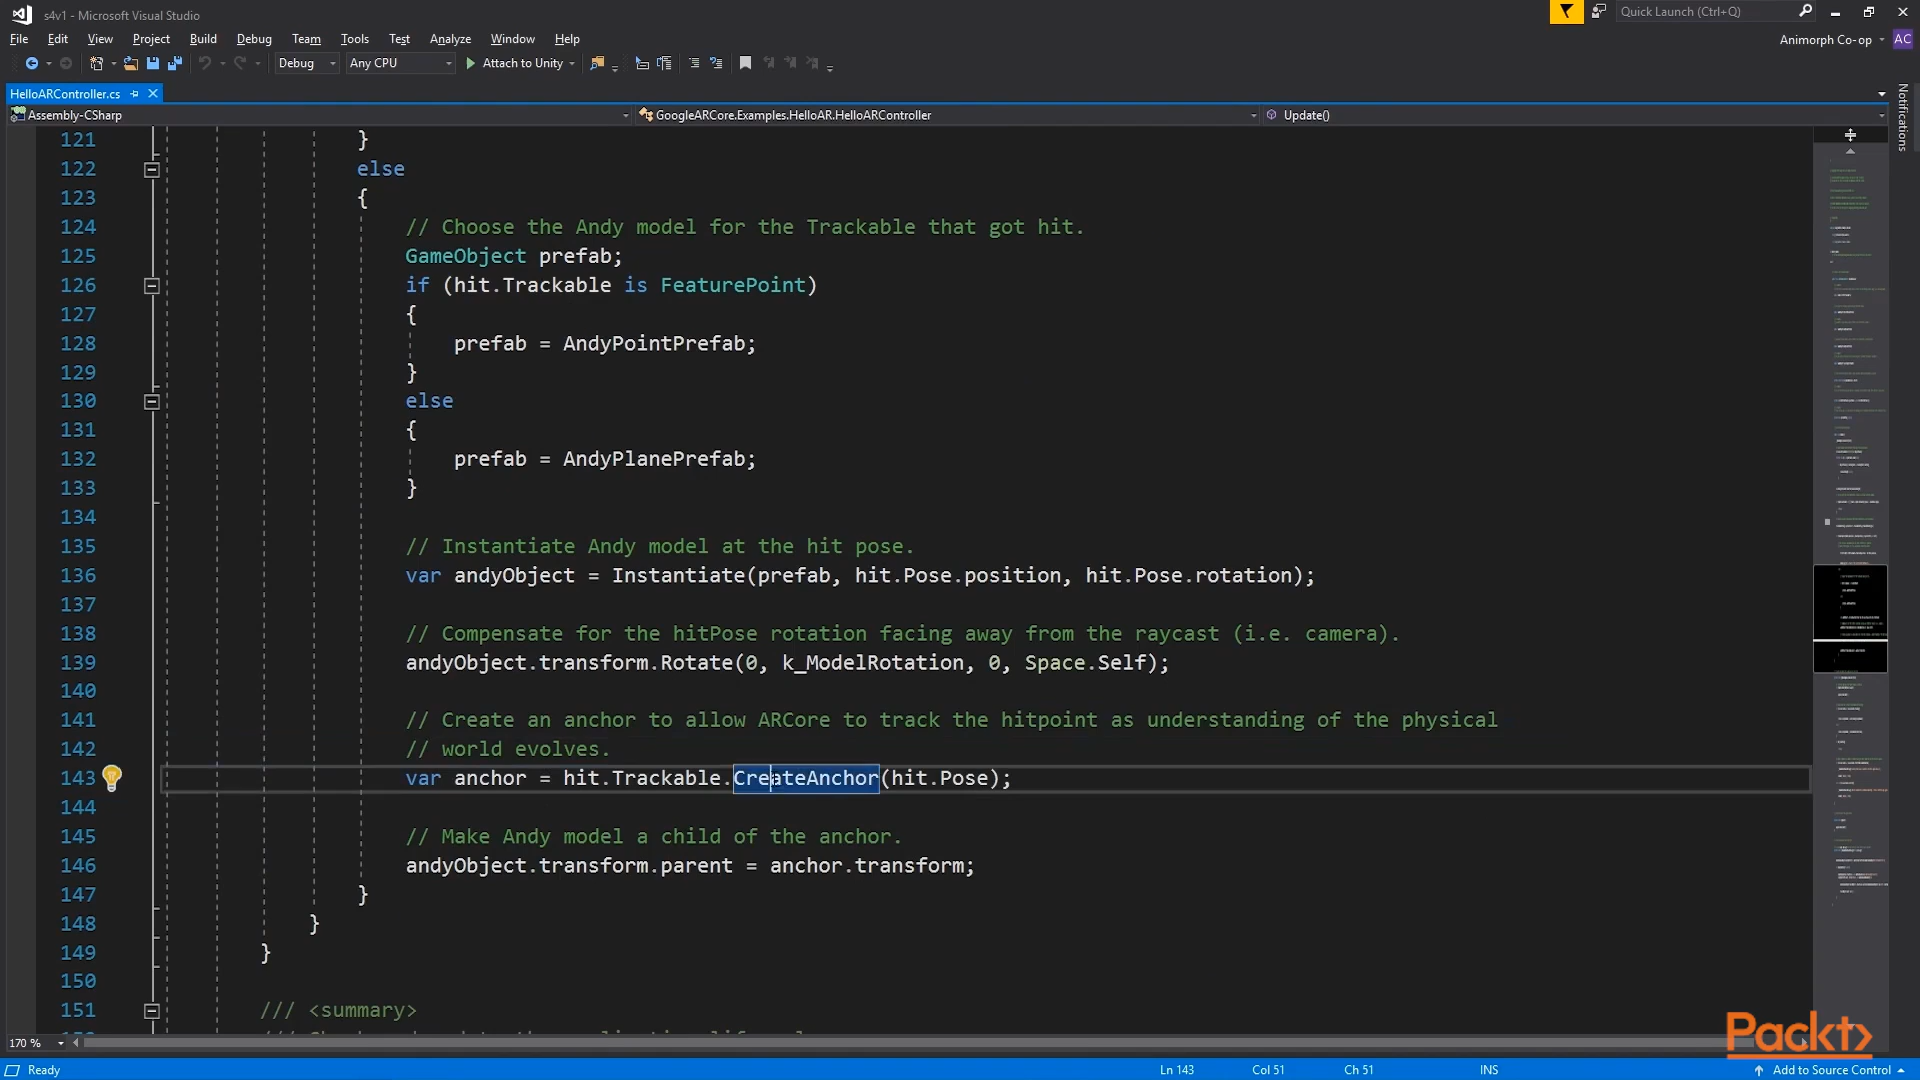 s4v1 - Microsoft Visual Studio
Quick Launch (Ctrl+Q)
File Edit View Project Build Debug Team Tools Test Analyze Window Help
Animorph Co-op AC
Debug Any CPU Attach to Unity
HelloARController.cs
Notifications
Assembly-CSharp GoogleARCore.Examples.HelloAR.HelloARController Update()
121 }
122 else
123 {
124 // Choose the Andy model for the Trackable that got hit.
125 GameObject prefab;
126 if (hit.Trackable is FeaturePoint)
127 {
128 prefab = AndyPointPrefab;
129 }
130 else
131 {
132 prefab = AndyPlanePrefab;
133 }
134
135 // Instantiate Andy model at the hit pose.
136 var andyObject = Instantiate(prefab, hit.Pose.position, hit.Pose.rotation);
137
138 // Compensate for the hitPose rotation facing away from the raycast (i.e. camera).
139 andyObject.transform.Rotate(0, k_ModelRotation, 0, Space.Self);
140
141 // Create an anchor to allow ARCore to track the hitpoint as understanding of the physical
142 // world evolves.
143 var anchor = hit.Trackable.CreateAnchor(hit.Pose);
144
145 // Make Andy model a child of the anchor.
146 andyObject.transform.parent = anchor.transform;
147 }
148 }
149 }
150
151 /// <summary>
170 %
Packt>
Ready Ln 143 Col 51 Ch 51 INS Add to Source Control